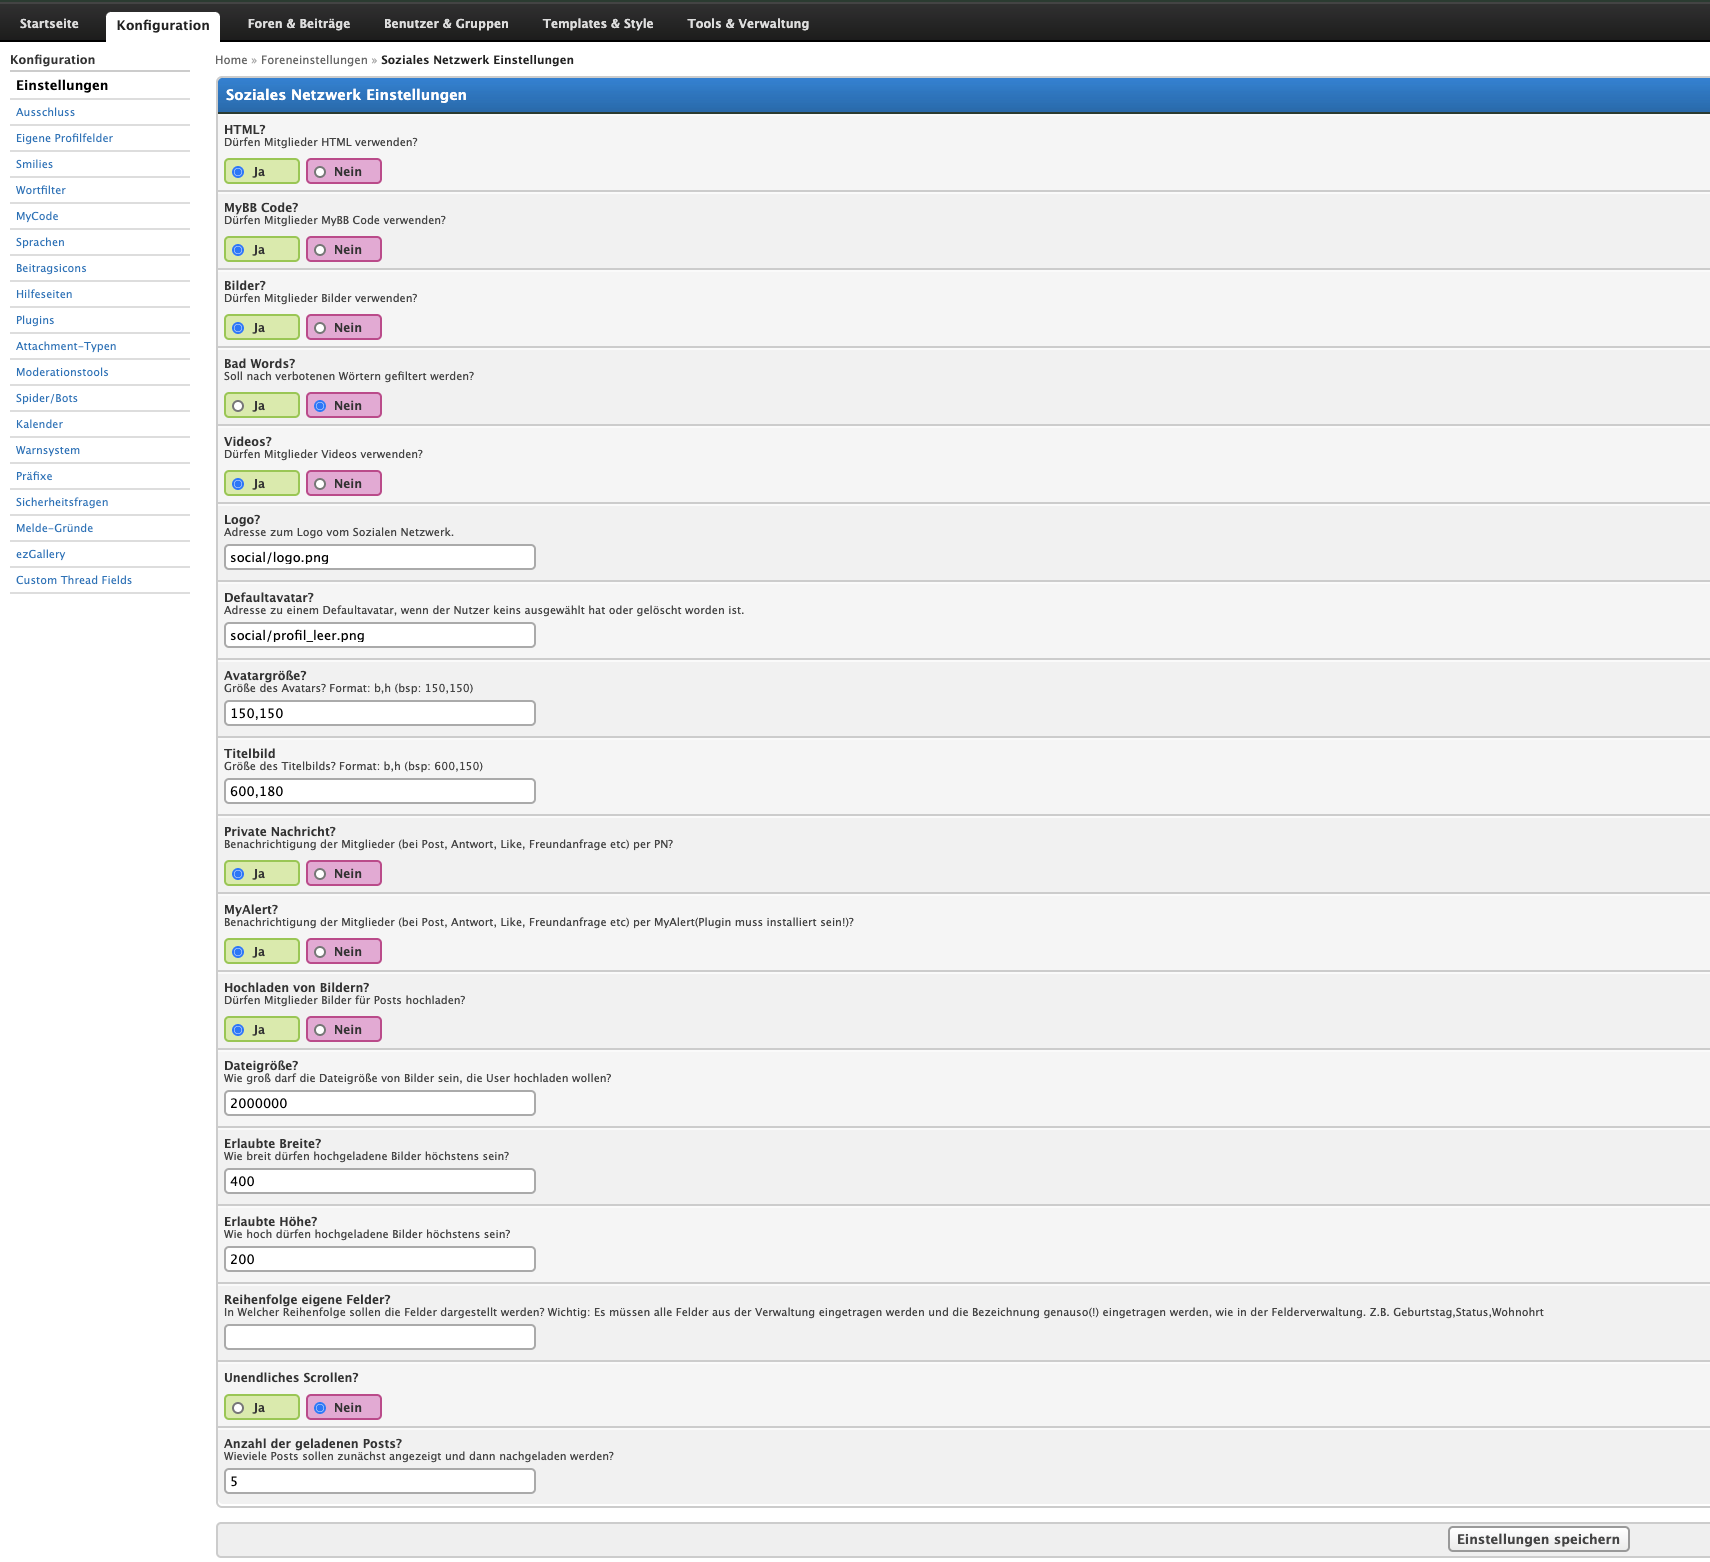 Startseite Konfiguration Foren & Beiträge Benutzer & Gruppen Templates & Style Tools & Verwaltung
Konfiguration
Einstellungen
Ausschluss
Eigene Profilfelder
Smilies
Wortfilter
MyCode
Sprachen
Beitragsicons
Hilfeseiten
Plugins
Attachment-Typen
Moderationstools
Spider/Bots
Kalender
Warnsystem
Präfixe
Sicherheitsfragen
Melde-Gründe
ezGallery
Custom Thread Fields
Home » Foreneinstellungen » Soziales Netzwerk Einstellungen
Soziales Netzwerk Einstellungen
HTML?
Dürfen Mitglieder HTML verwenden?
Ja Nein
MyBB Code?
Dürfen Mitglieder MyBB Code verwenden?
Ja Nein
Bilder?
Dürfen Mitglieder Bilder verwenden?
Ja Nein
Bad Words?
Soll nach verbotenen Wörtern gefiltert werden?
Ja Nein
Videos?
Dürfen Mitglieder Videos verwenden?
Ja Nein
Logo?
Adresse zum Logo vom Sozialen Netzwerk.
social/logo.png
Defaultavatar?
Adresse zu einem Defaultavatar, wenn der Nutzer keins ausgewählt hat oder gelöscht worden ist.
social/profil_leer.png
Avatargröße?
Größe des Avatars? Format: b,h (bsp: 150,150)
150,150
Titelbild
Größe des Titelbilds? Format: b,h (bsp: 600,150)
600,180
Private Nachricht?
Benachrichtigung der Mitglieder (bei Post, Antwort, Like, Freundanfrage etc) per PN?
Ja Nein
MyAlert?
Benachrichtigung der Mitglieder (bei Post, Antwort, Like, Freundanfrage etc) per MyAlert(Plugin muss installiert sein!)?
Ja Nein
Hochladen von Bildern?
Dürfen Mitglieder Bilder für Posts hochladen?
Ja Nein
Dateigröße?
Wie groß darf die Dateigröße von Bilder sein, die User hochladen wollen?
2000000
Erlaubte Breite?
Wie breit dürfen hochgeladene Bilder höchstens sein?
400
Erlaubte Höhe?
Wie hoch dürfen hochgeladene Bilder höchstens sein?
200
Reihenfolge eigene Felder?
In Welcher Reihenfolge sollen die Felder dargestellt werden? Wichtig: Es müssen alle Felder aus der Verwaltung eingetragen werden und die Bezeichnung genauso(!) eingetragen werden, wie in der Felderverwaltung. Z.B. Geburtstag,Status,Wohnohrt
Unendliches Scrollen?
Ja Nein
Anzahl der geladenen Posts?
Wieviele Posts sollen zunächst angezeigt und dann nachgeladen werden?
5
Einstellungen speichern